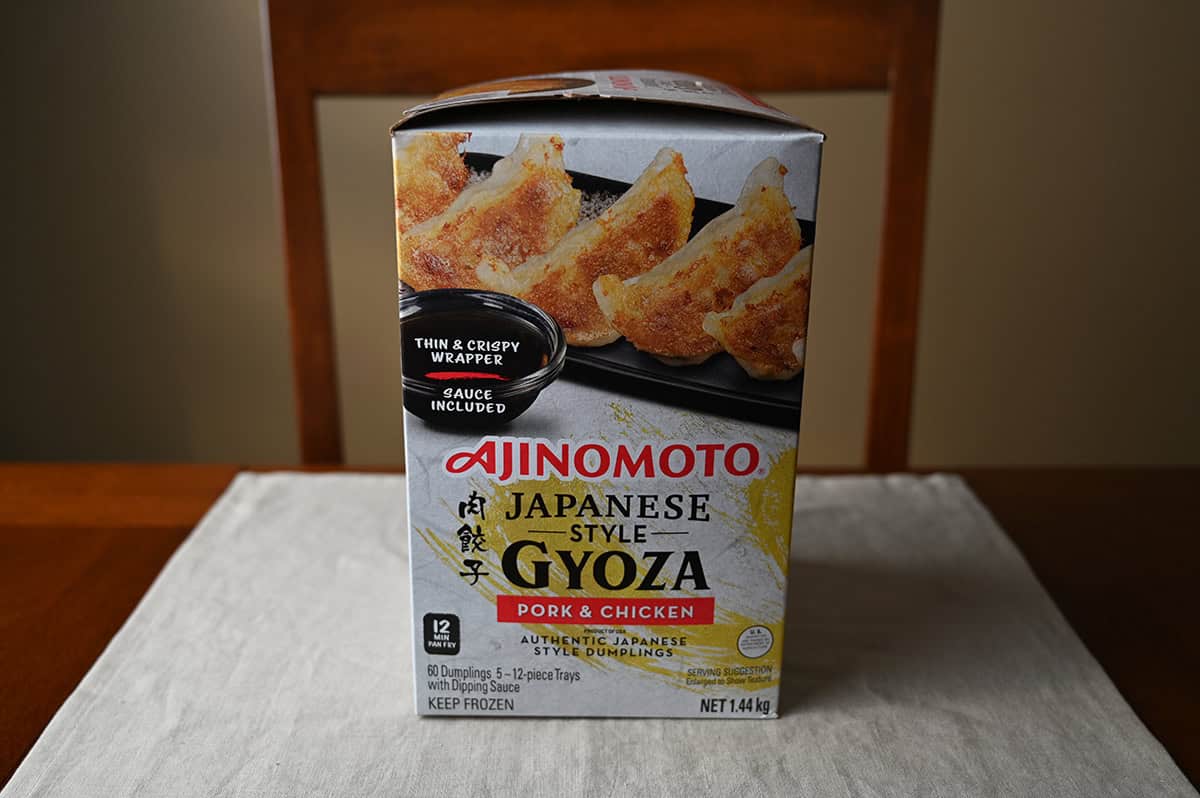 THIN & CRISPY
WRAPPER
SAUCE
INCLUDED
AJINOMOTO®
肉餃子
JAPANESE
STYLE
GYOZA
PORK & CHICKEN
PRODUCT OF USA
AUTHENTIC JAPANESE
STYLE DUMPLINGS
12
MIN
PAN FRY
U.S.
60 Dumplings 5-12-piece Trays
with Dipping Sauce
KEEP FROZEN
SERVING SUGGESTION
Enlarged to Show Texture
NET 1.44 kg